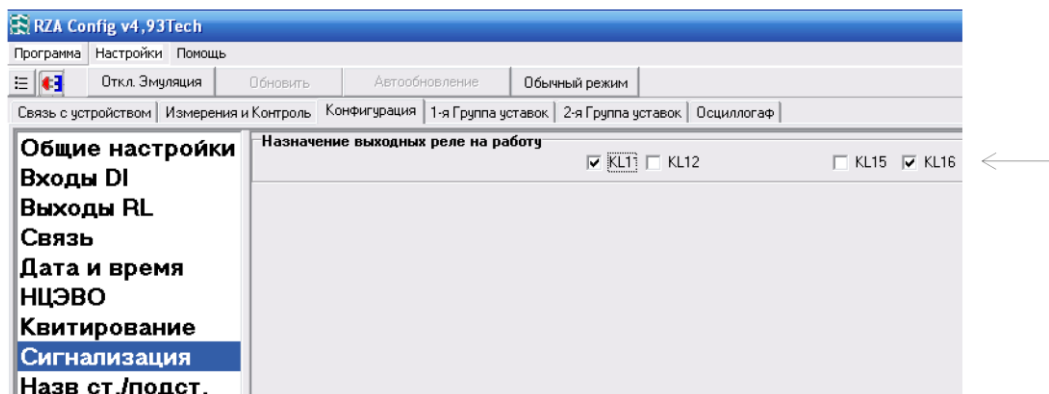 RZA Config v4,93Tech
Программа Настройки Помощь
Откл. Эмуляция Обновить Автообновление Обычный режим
Связь с устройством Измерения и Контроль Конфигурация 1-я Группа уставок 2-я Группа уставок Осциллогаф
Назначение выходных реле на работу
KL11 KL12 KL15 KL16
Общие настройки
Входы DI
Выходы RL
Связь
Дата и время
НЦЭВО
Квитирование
Сигнализация
Назв ст./подст.